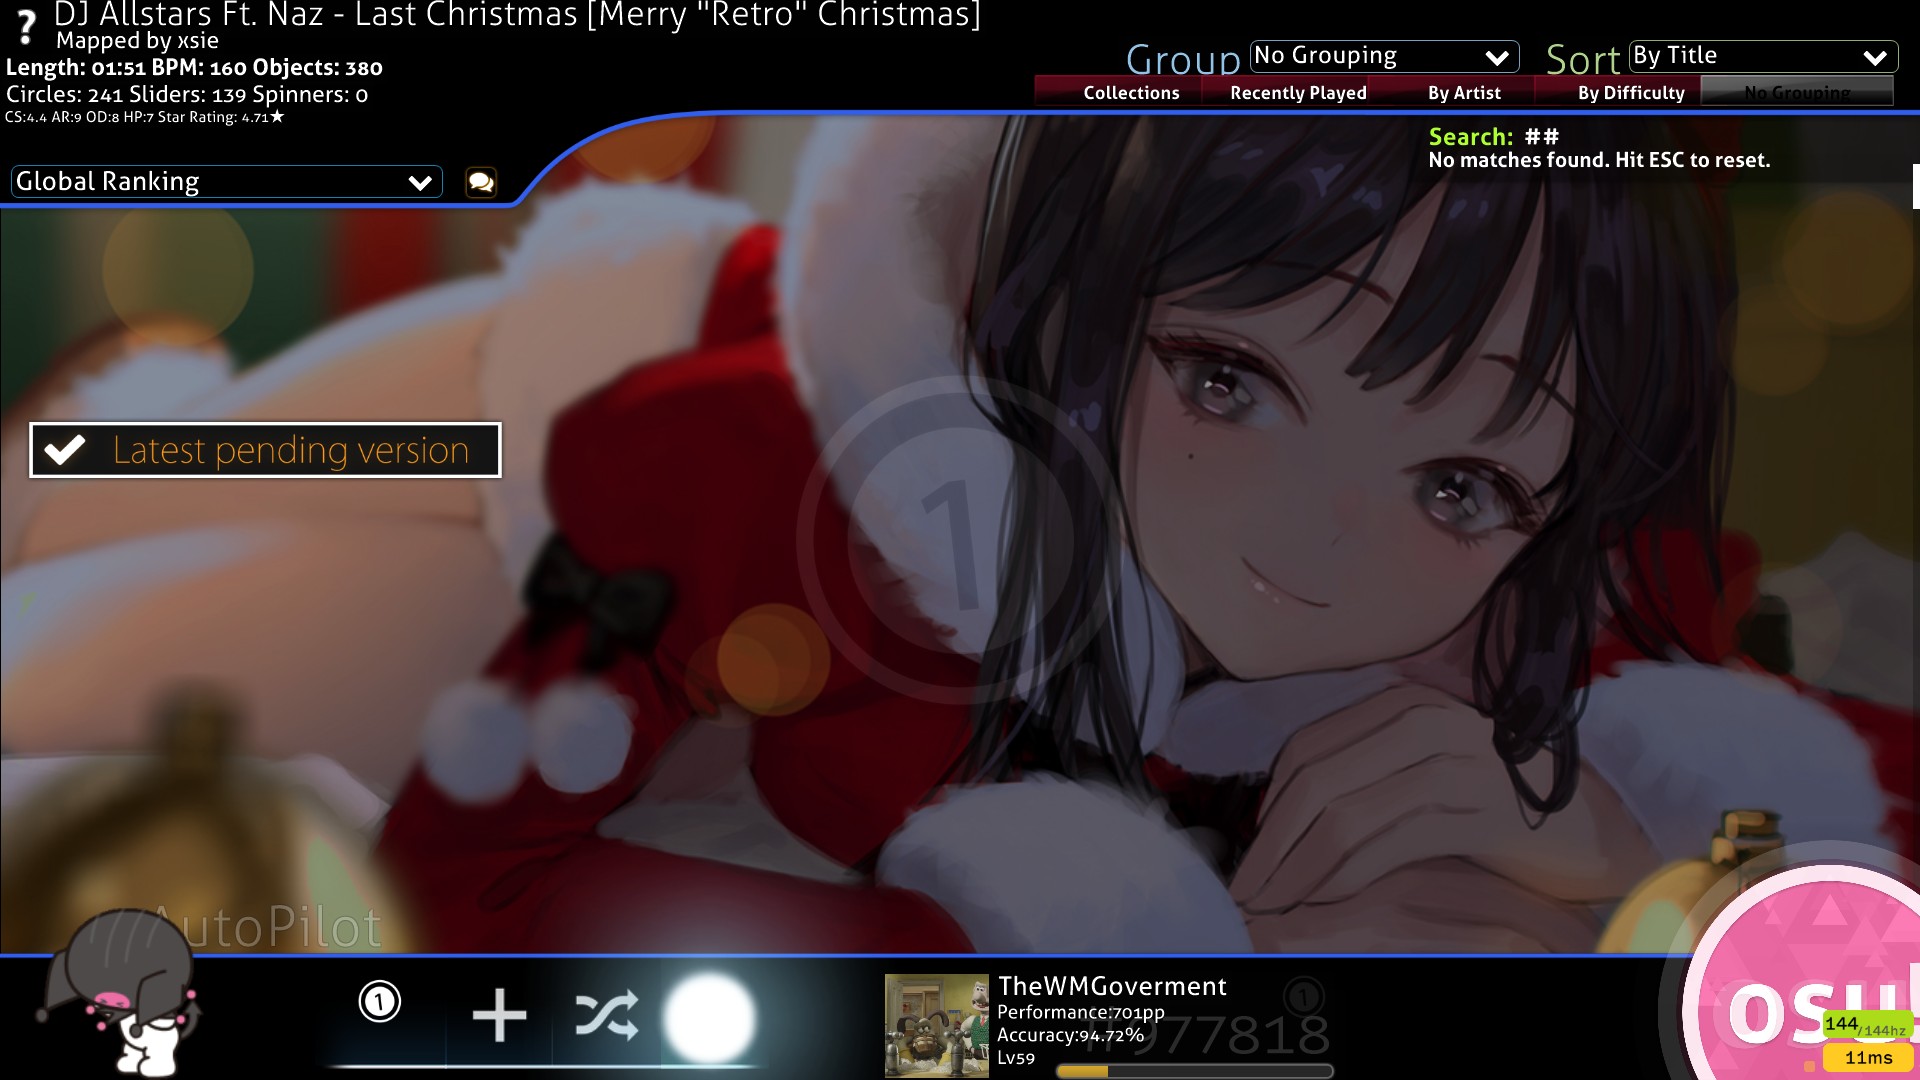 DJ Allstars Ft. Naz - Last Christmas [Merry "Retro" Christmas]
Mapped by xsie
Length: 01:51 BPM: 160 Objects: 380
Circles: 241 Sliders: 139 Spinners: 0
CS:4.4 AR:9 OD:8 HP:7 Star Rating: 4.71★
Group No Grouping Sort By Title
Collections Recently Played By Artist By Difficulty No Grouping
Search: ##
No matches found. Hit ESC to reset.
Global Ranking
1
Latest pending version
AutoPilot
1
TheWMGoverment
Performance:701pp
Accuracy:94.72%
Lv59
#977818
1
osu!
144/144hz
11ms